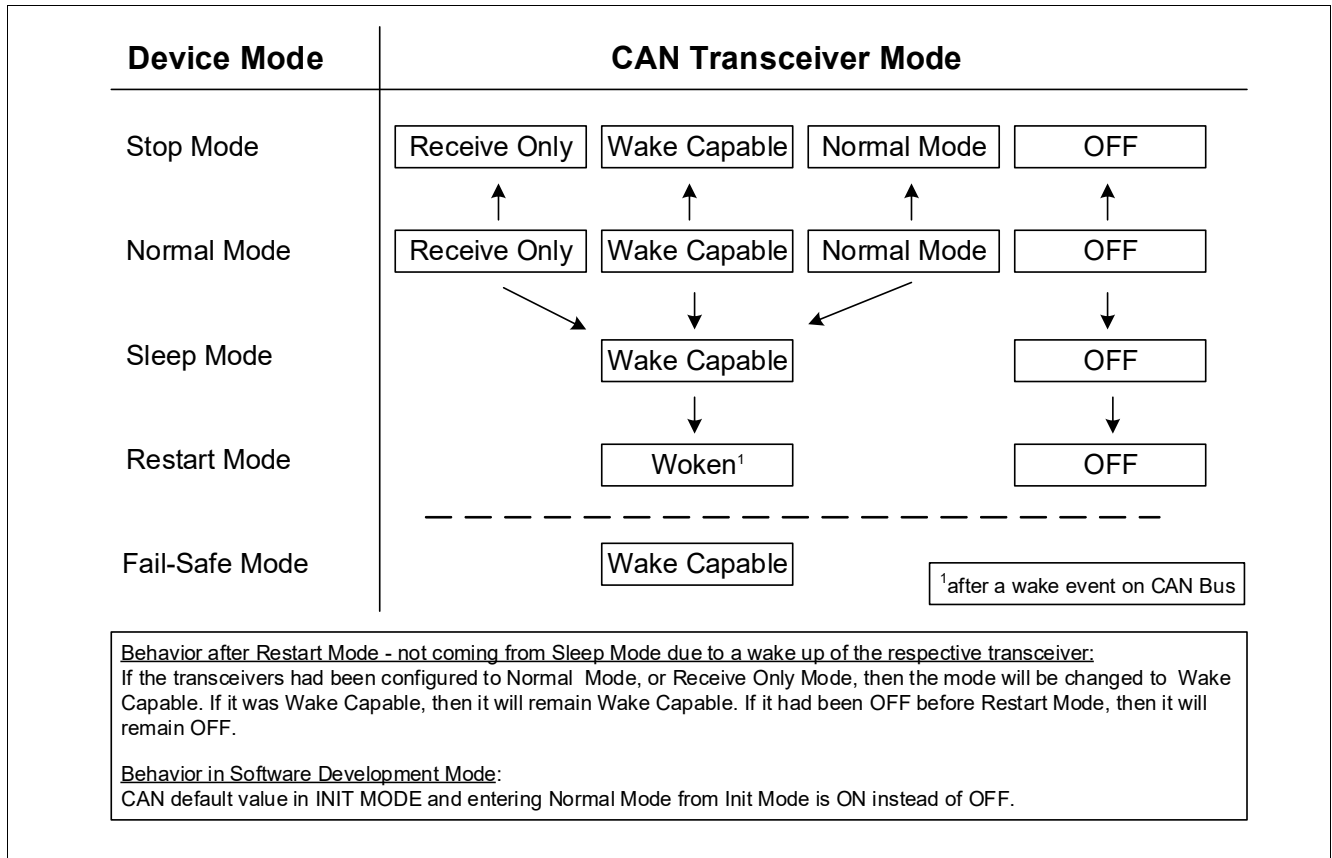 Device Mode CAN Transceiver Mode
Stop Mode Receive Only Wake Capable Normal Mode OFF
Normal Mode Receive Only Wake Capable Normal Mode OFF
Sleep Mode Wake Capable OFF
Restart Mode Woken¹ OFF
Fail-Safe Mode Wake Capable
¹after a wake event on CAN Bus
Behavior after Restart Mode - not coming from Sleep Mode due to a wake up of the respective transceiver:
If the transceivers had been configured to Normal Mode, or Receive Only Mode, then the mode will be changed to Wake
Capable. If it was Wake Capable, then it will remain Wake Capable. If it had been OFF before Restart Mode, then it will
remain OFF.
Behavior in Software Development Mode:
CAN default value in INIT MODE and entering Normal Mode from Init Mode is ON instead of OFF.